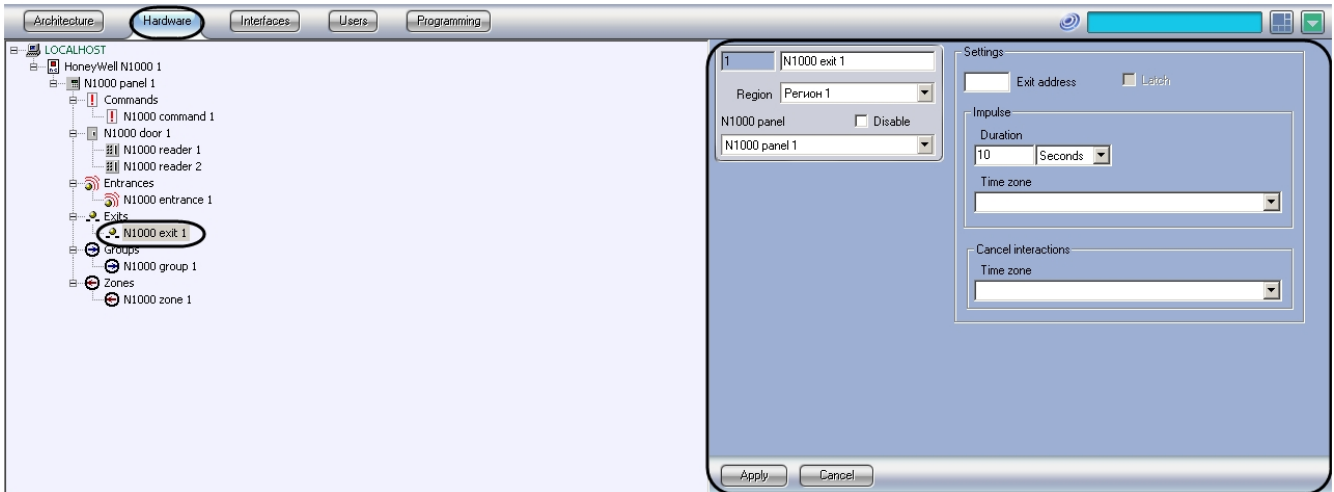 Architecture Hardware Interfaces Users Programming
LOCALHOST
HoneyWell N1000 1
N1000 panel 1
Commands
N1000 command 1
N1000 door 1
N1000 reader 1
N1000 reader 2
Entrances
N1000 entrance 1
Exits
N1000 exit 1
Groups
N1000 group 1
Zones
N1000 zone 1
1 N1000 exit 1
Region Регион 1
N1000 panel Disable
N1000 panel 1
Settings
Exit address Latch
Impulse
Duration
10 Seconds
Time zone
Cancel interactions
Time zone
Apply Cancel